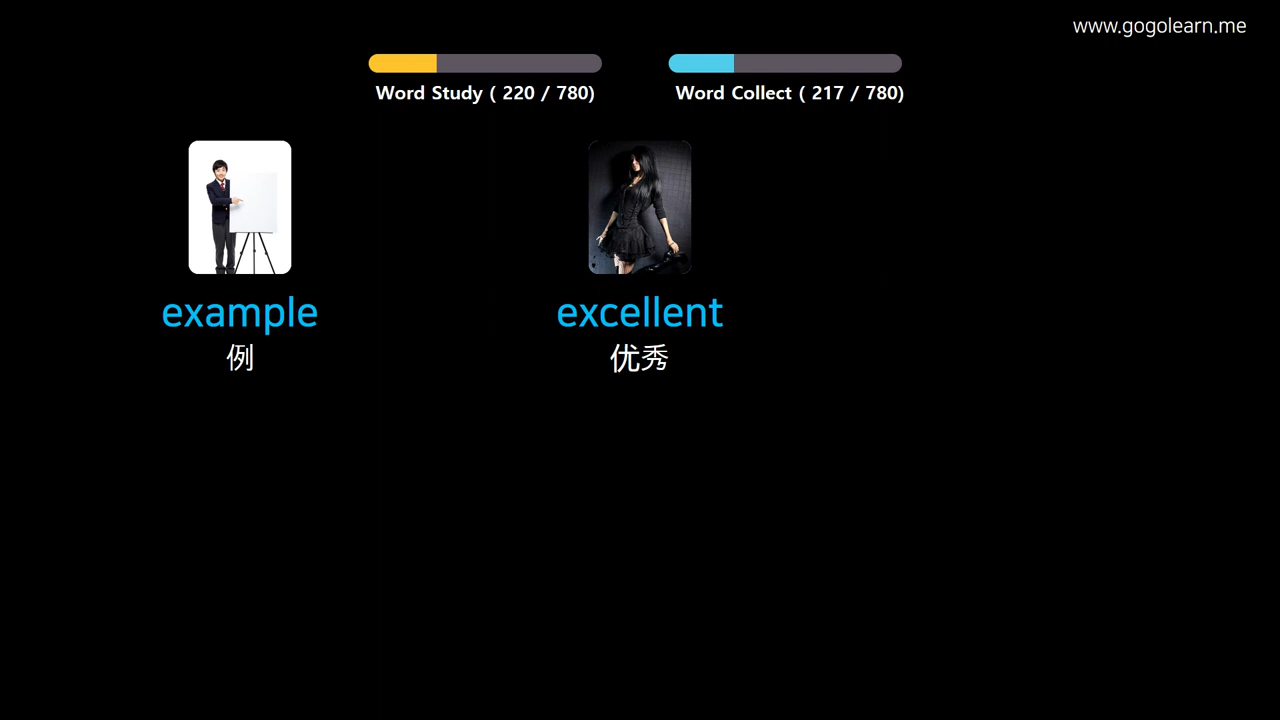 www.gogolearn.me
Word Study ( 220 / 780)
Word Collect ( 217 / 780)
example
例
excellent
优秀